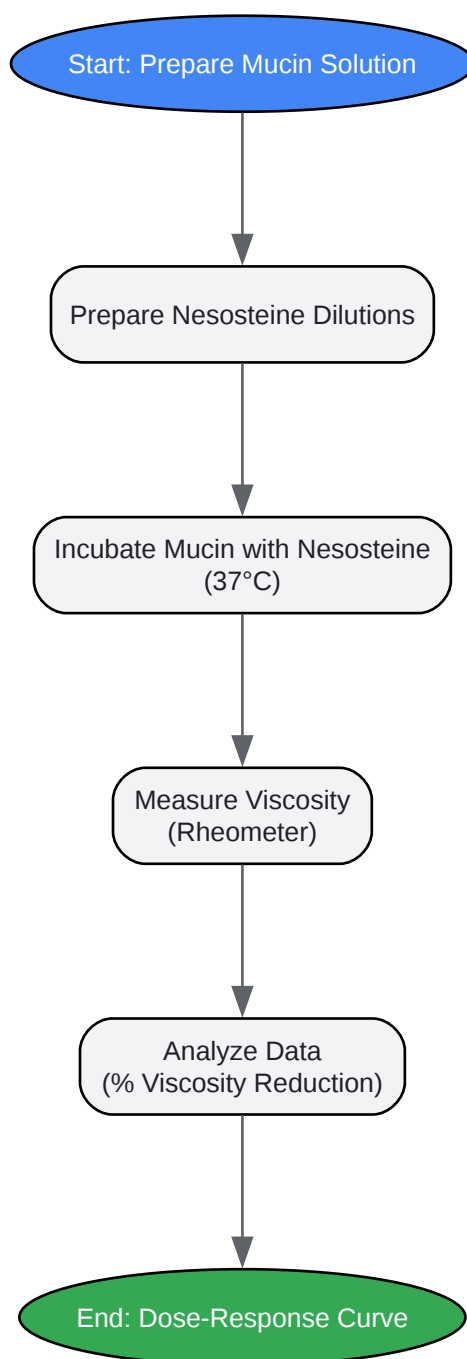 Start: Prepare Mucin Solution
Prepare Nesosteine Dilutions
Incubate Mucin with Nesosteine
(37°C)
Measure Viscosity
(Rheometer)
Analyze Data
(% Viscosity Reduction)
End: Dose-Response Curve